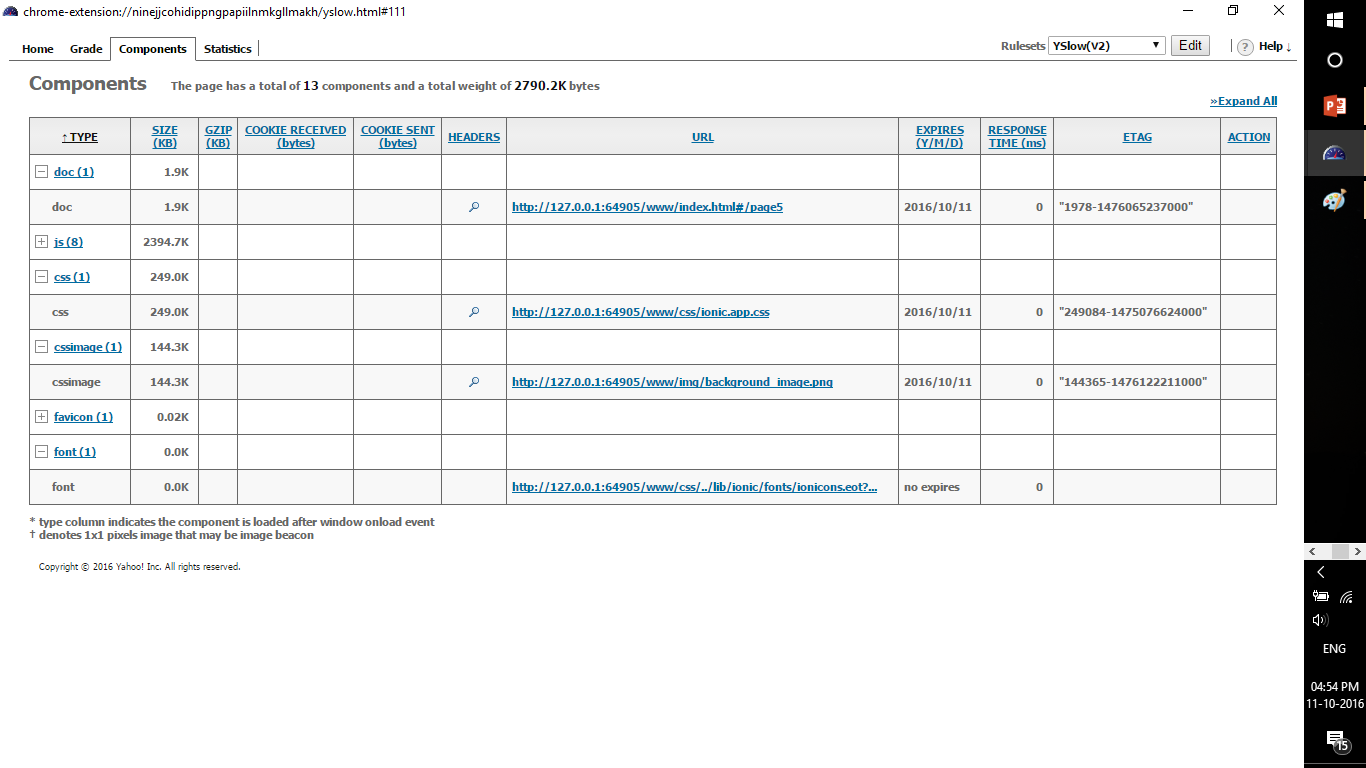 chrome-extension://ninejjcohidippngpapiilnmkgllmakh/yslow.html#111
Home Grade Components Statistics Rulesets YSlow(V2) Edit ? Help ↓
Components The page has a total of 13 components and a total weight of 2790.2K bytes
»Expand All
↑ TYPE SIZE (KB) GZIP (KB) COOKIE RECEIVED (bytes) COOKIE SENT (bytes) HEADERS URL EXPIRES (Y/M/D) RESPONSE TIME (ms) ETAG ACTION
doc (1) 1.9K
doc 1.9K http://127.0.0.1:64905/www/index.html#/page5 2016/10/11 0 "1978-1476065237000"
js (8) 2394.7K
css (1) 249.0K
css 249.0K http://127.0.0.1:64905/www/css/ionic.app.css 2016/10/11 0 "249084-1475076624000"
cssimage (1) 144.3K
cssimage 144.3K http://127.0.0.1:64905/www/img/background_image.png 2016/10/11 0 "144365-1476122211000"
favicon (1) 0.02K
font (1) 0.0K
font 0.0K http://127.0.0.1:64905/www/css/../lib/ionic/fonts/ionicons.eot?... no expires 0
* type column indicates the component is loaded after window onload event
† denotes 1x1 pixels image that may be image beacon
Copyright © 2016 Yahoo! Inc. All rights reserved.
ENG
04:54 PM
11-10-2016
15